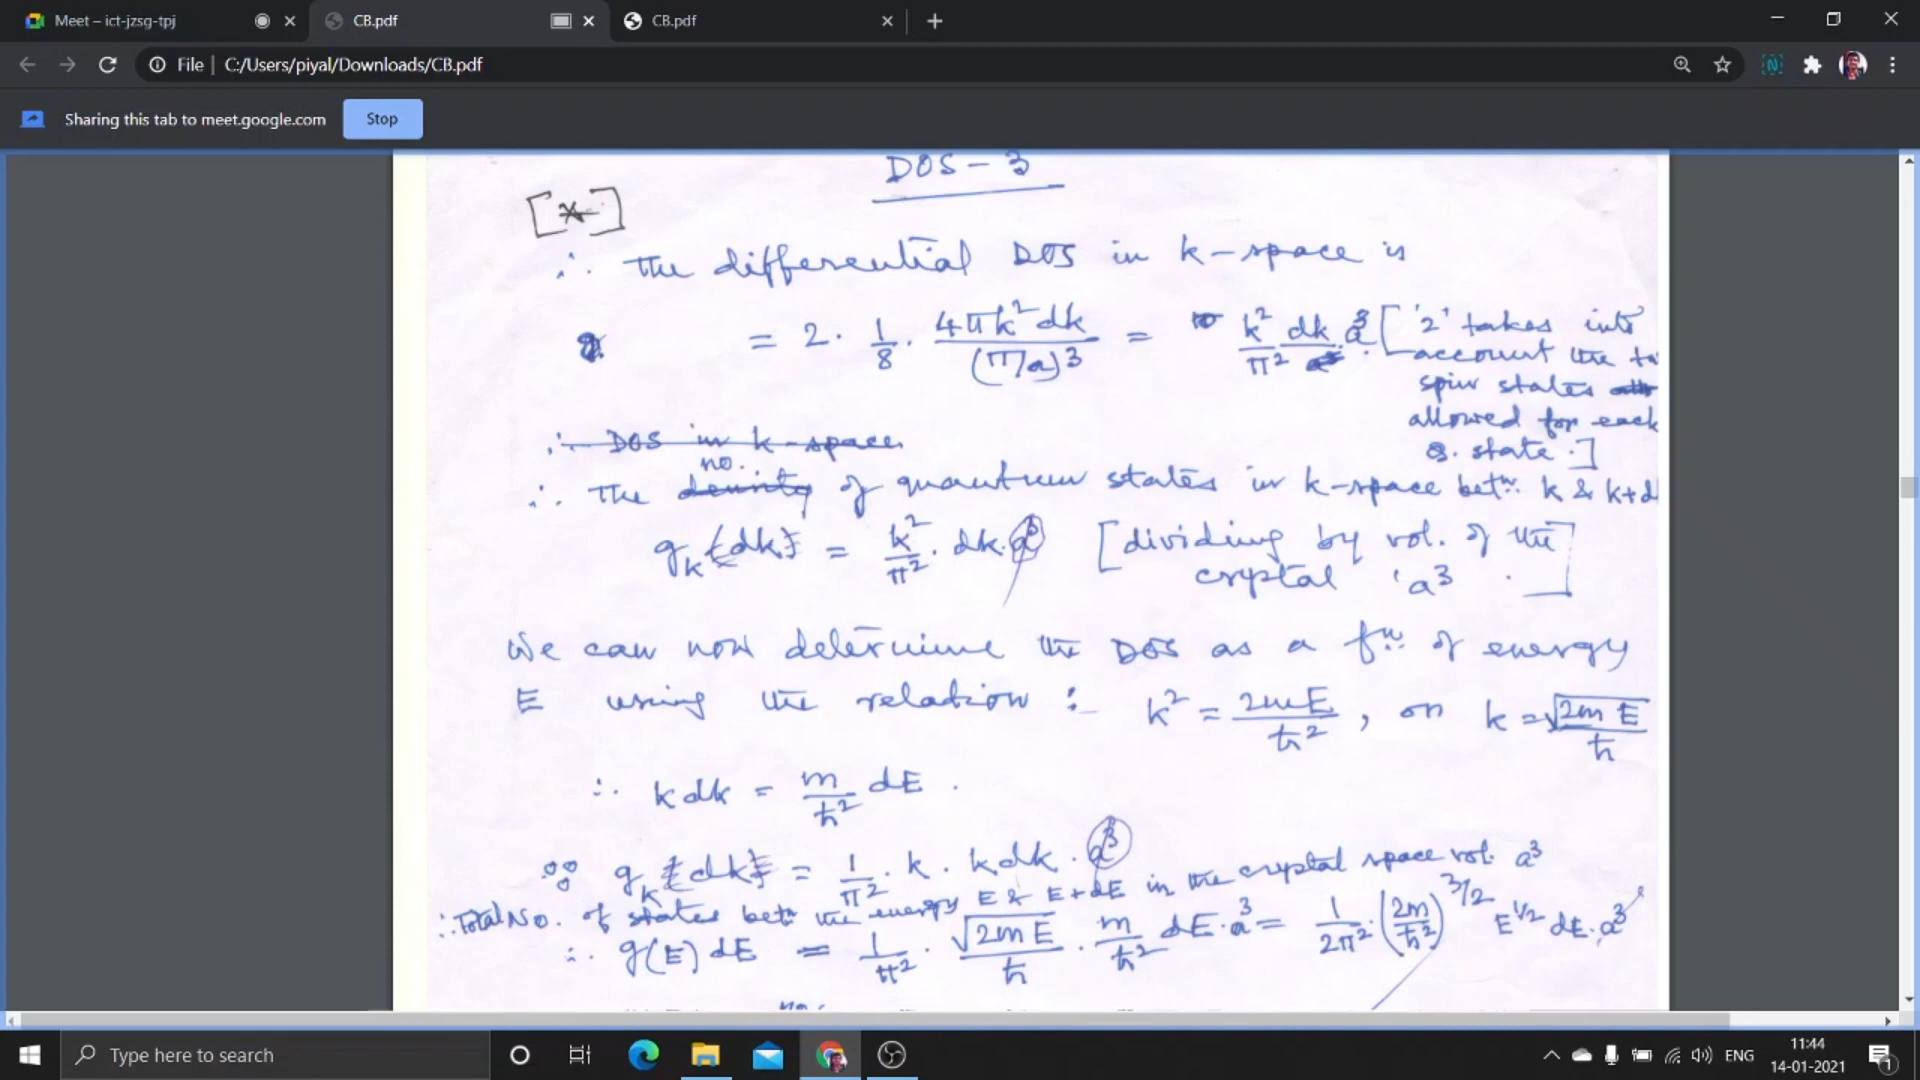 Meet – ict-jzsg-tpj
CB.pdf
CB.pdf
File | C:/Users/piyal/Downloads/CB.pdf
Sharing this tab to meet.google.com Stop
DOS – 3
[*]
∴ The differential DOS in k-space is
= 2 · 1/8 · 4πk² dk / (π/a)³ = k²/π² dk a³ ['2' takes into
account the
spin states
allowed for each
Q. state.]
∴ DOS in k-space
no.
∴ The density of quantum states in k-space betⁿ. k & k+d
g_k {dk} = k²/π² · dk · a³ [dividing by vol. of the
crystal 'a³ ]
We can now determine the DOS as a fⁿ. of energy
E using the relation :- k² = 2mE/ħ², or k = √2mE/ħ
∴ k dk = m/ħ² dE.
∴ g_k {dk} = 1/π² · k · k dk · a³
∴ Total No. of states betⁿ the energy E & E+dE in the crystal space vol. a³
∴ g(E) dE = 1/π² · √2mE/ħ · m/ħ² dE · a³ = 1/2π² · (2m/ħ²)^3/2 E^1/2 dE · a³
no.
Type here to search
ENG
11:44
14-01-2021
1